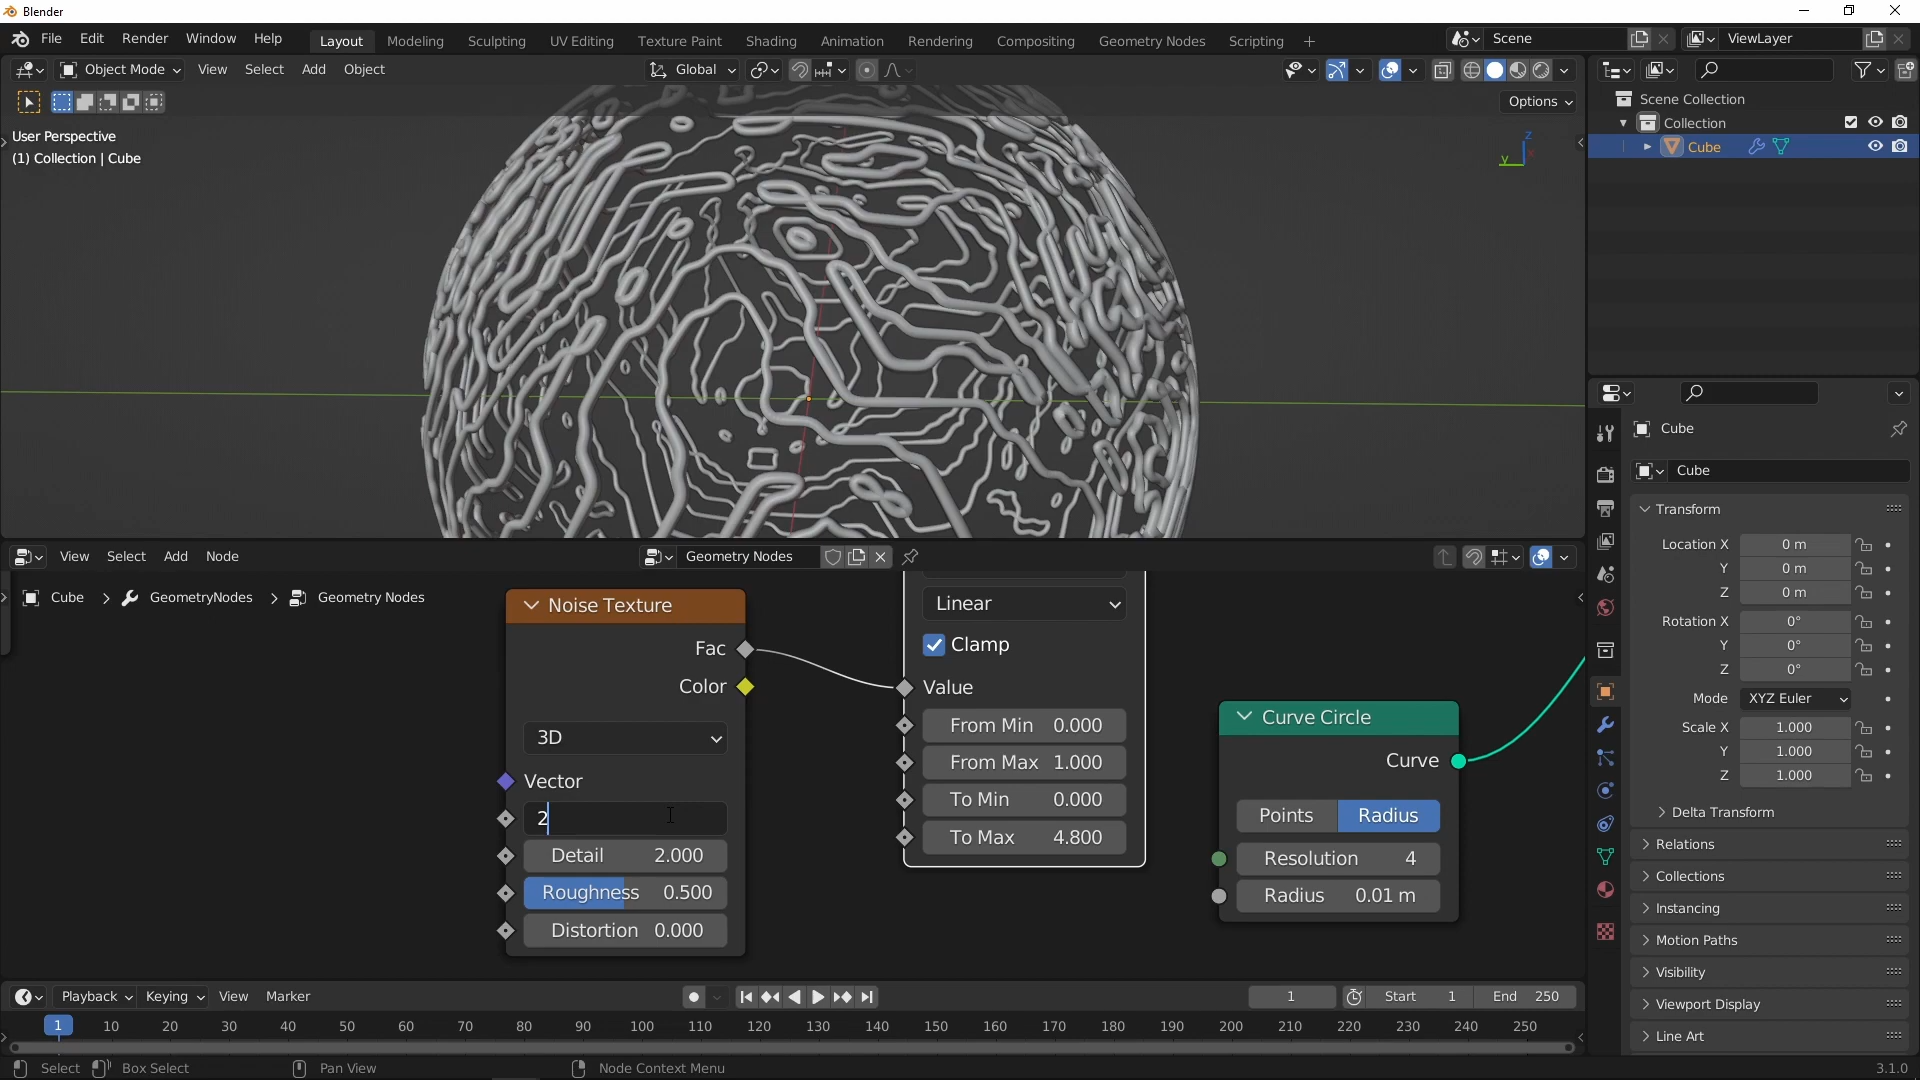 Blender
File Edit Render Window Help Layout Modeling Sculpting UV Editing Texture Paint Shading Animation Rendering Compositing Geometry Nodes Scripting + Scene ViewLayer
Object Mode View Select Add Object Global
Options
User Perspective
(1) Collection | Cube
Z
Y
X
Scene Collection
Collection
Cube
Cube
Cube
Transform
Location X 0 m
Y 0 m
Z 0 m
Rotation X 0°
Y 0°
Z 0°
Mode XYZ Euler
Scale X 1.000
Y 1.000
Z 1.000
Delta Transform
Relations
Collections
Instancing
Motion Paths
Visibility
Viewport Display
Line Art
View Select Add Node Geometry Nodes
Cube > GeometryNodes > Geometry Nodes
Noise Texture
Fac
Color
3D
Vector
2
Detail 2.000
Roughness 0.500
Distortion 0.000
Linear
Clamp
Value
From Min 0.000
From Max 1.000
To Min 0.000
To Max 4.800
Curve Circle
Curve
Points Radius
Resolution 4
Radius 0.01 m
Playback Keying View Marker 1 Start 1 End 250
1 10 20 30 40 50 60 70 80 90 100 110 120 130 140 150 160 170 180 190 200 210 220 230 240 250
Select Box Select Pan View Node Context Menu 3.1.0